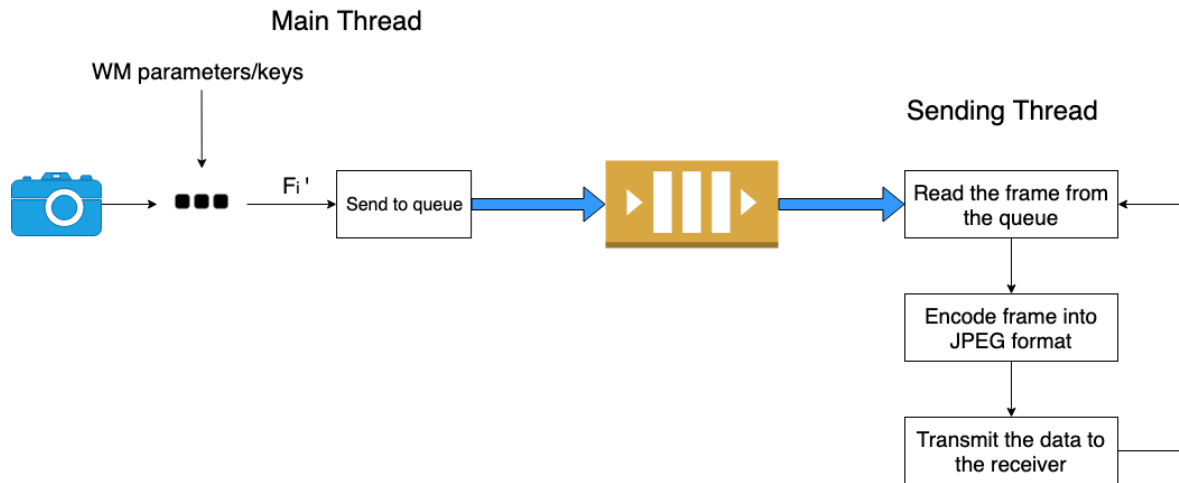 Main Thread
WM parameters/keys
Sending Thread
Fi '
Send to queue
Read the frame from
the queue
Encode frame into
JPEG format
Transmit the data to
the receiver